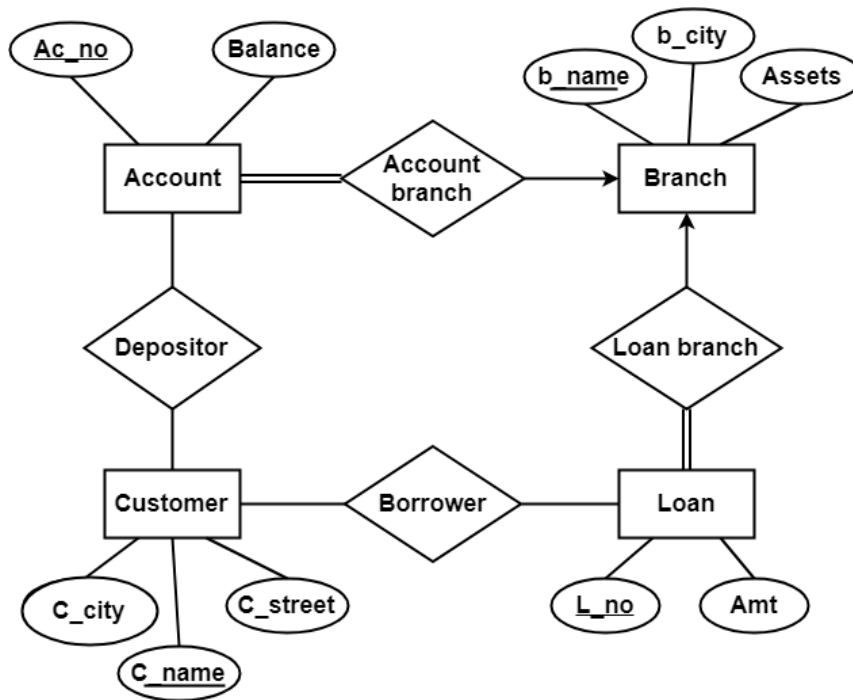 b_city
Ac_no
Balance
b_name
Assets
Account
Account
branch
Branch
Depositor
Loan branch
Customer
Borrower
Loan
C_city
C_street
L_no
Amt
C_name